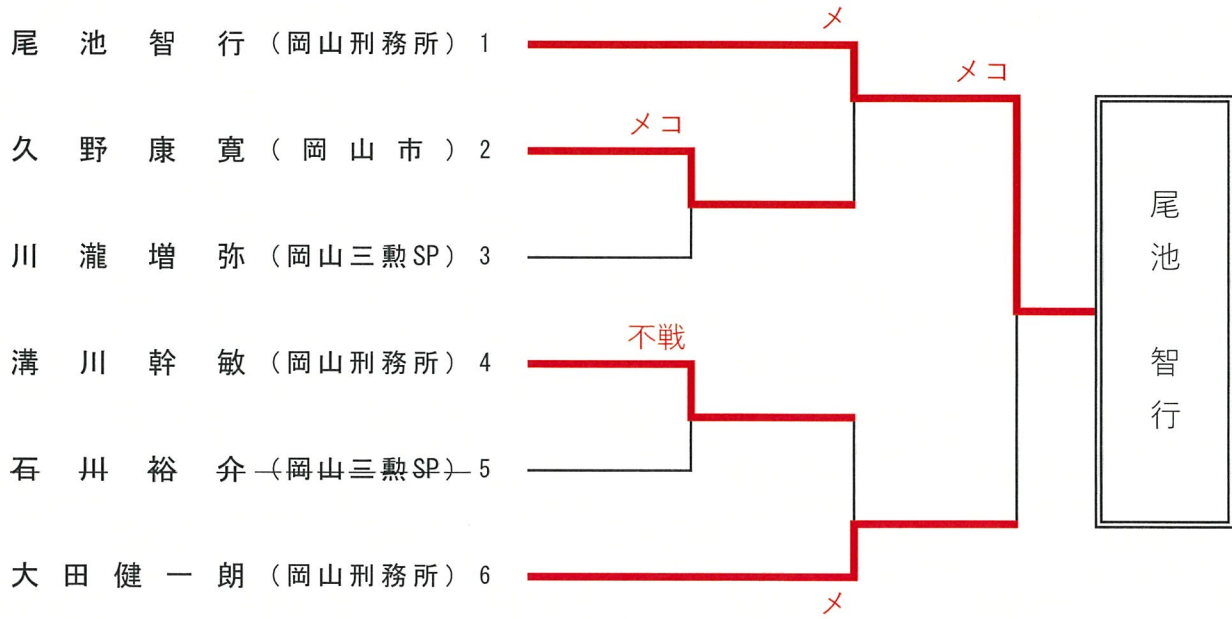 メ
尾池智行（岡山刑務所）1
メコ
メコ
久野康寛（岡山市）2
川瀧増弥（岡山三勲SP）3
尾池 智行
不戦
溝川幹敏（岡山刑務所）4
石川裕介（岡山三勲SP）5
大田健一朗（岡山刑務所）6
メ